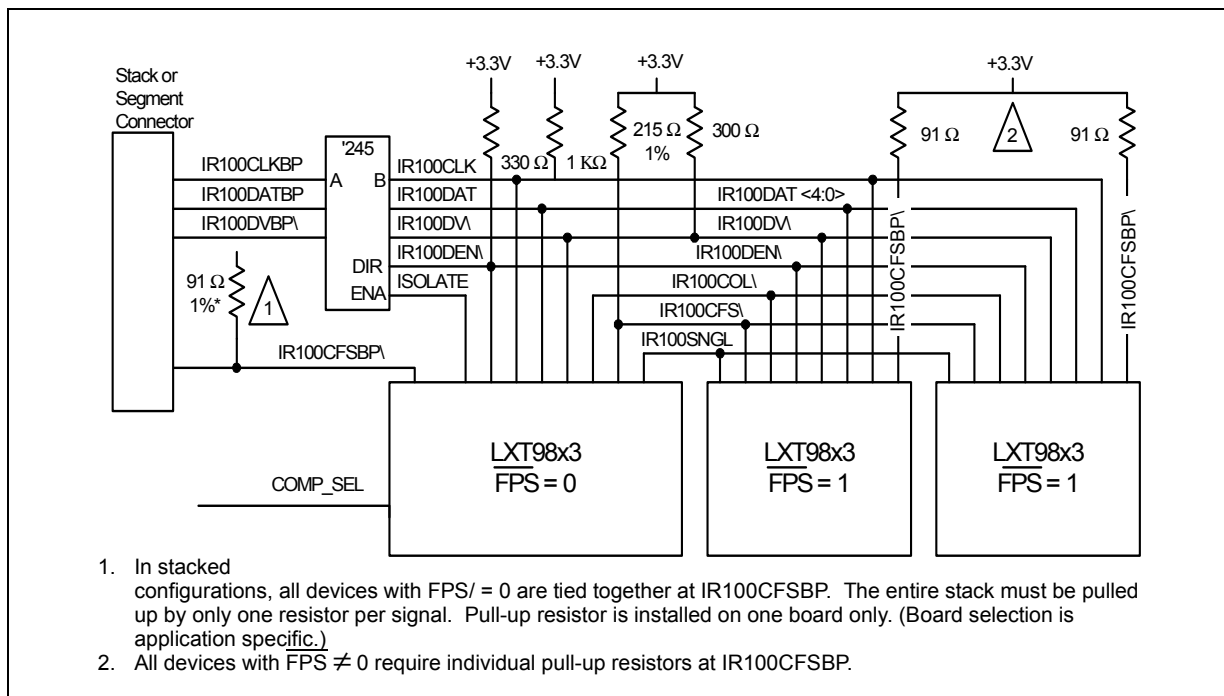 +3.3V +3.3V +3.3V +3.3V
Stack or
Segment
Connector
'245
330 Ω
1 KΩ
215 Ω
1%
300 Ω
91 Ω
2
91 Ω
IR100CLKBP
IR100DATBP
IR100DVBP\
A B
DIR
ENA
IR100CLK
IR100DAT
IR100DAT <4:0>
IR100DV\
IR100DV\
IR100DEN\
IR100DEN\
ISOLATE
IR100COL\
IR100CFS\
IR100SNGL
IR100CFSBP\
IR100CFSBP\
91 Ω
1%*
1
IR100CFSBP\
COMP_SEL
LXT98x3
FPS = 0
LXT98x3
FPS = 1
LXT98x3
FPS = 1
1. In stacked
configurations, all devices with FPS/ = 0 are tied together at IR100CFSBP. The entire stack must be pulled
up by only one resistor per signal. Pull-up resistor is installed on one board only. (Board selection is
application specific.)
2. All devices with FPS ≠ 0 require individual pull-up resistors at IR100CFSBP.